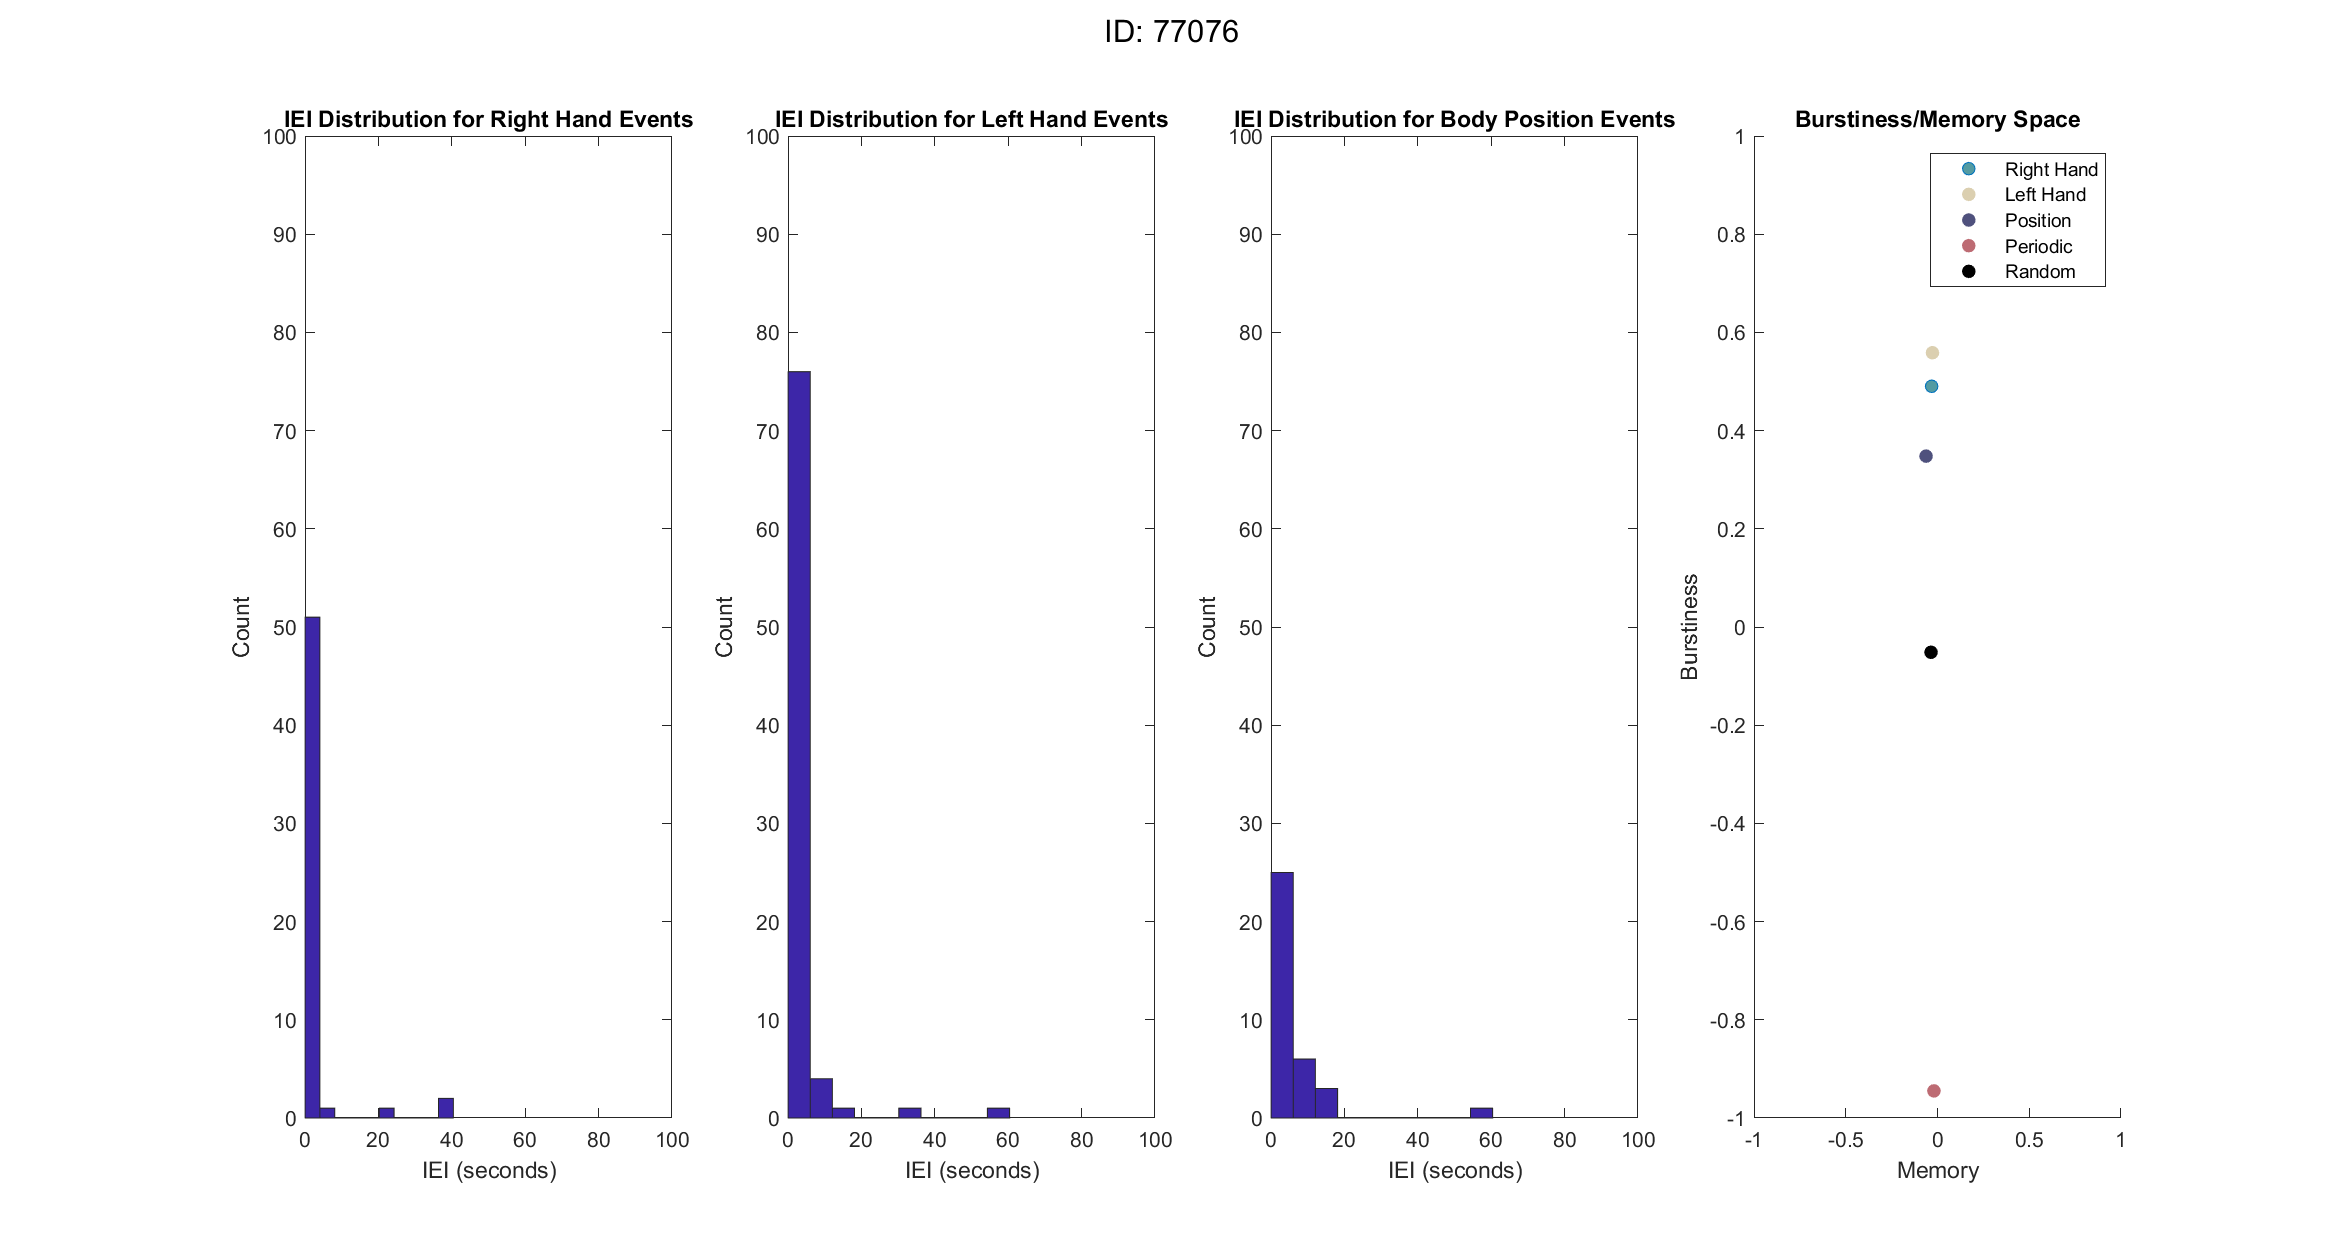 ID: 77076
IEI Distribution for Right Hand Events
100
90
80
70
60
50
40
30
20
10
0
Count
0 20 40 60 80 100
IEI (seconds)
IEI Distribution for Left Hand Events
100
90
80
70
60
50
40
30
20
10
0
Count
0 20 40 60 80 100
IEI (seconds)
IEI Distribution for Body Position Events
100
90
80
70
60
50
40
30
20
10
0
Count
0 20 40 60 80 100
IEI (seconds)
Burstiness/Memory Space
1
0.8
0.6
0.4
0.2
0
-0.2
-0.4
-0.6
-0.8
-1
Burstiness
Right Hand
Left Hand
Position
Periodic
Random
-1 -0.5 0 0.5 1
Memory